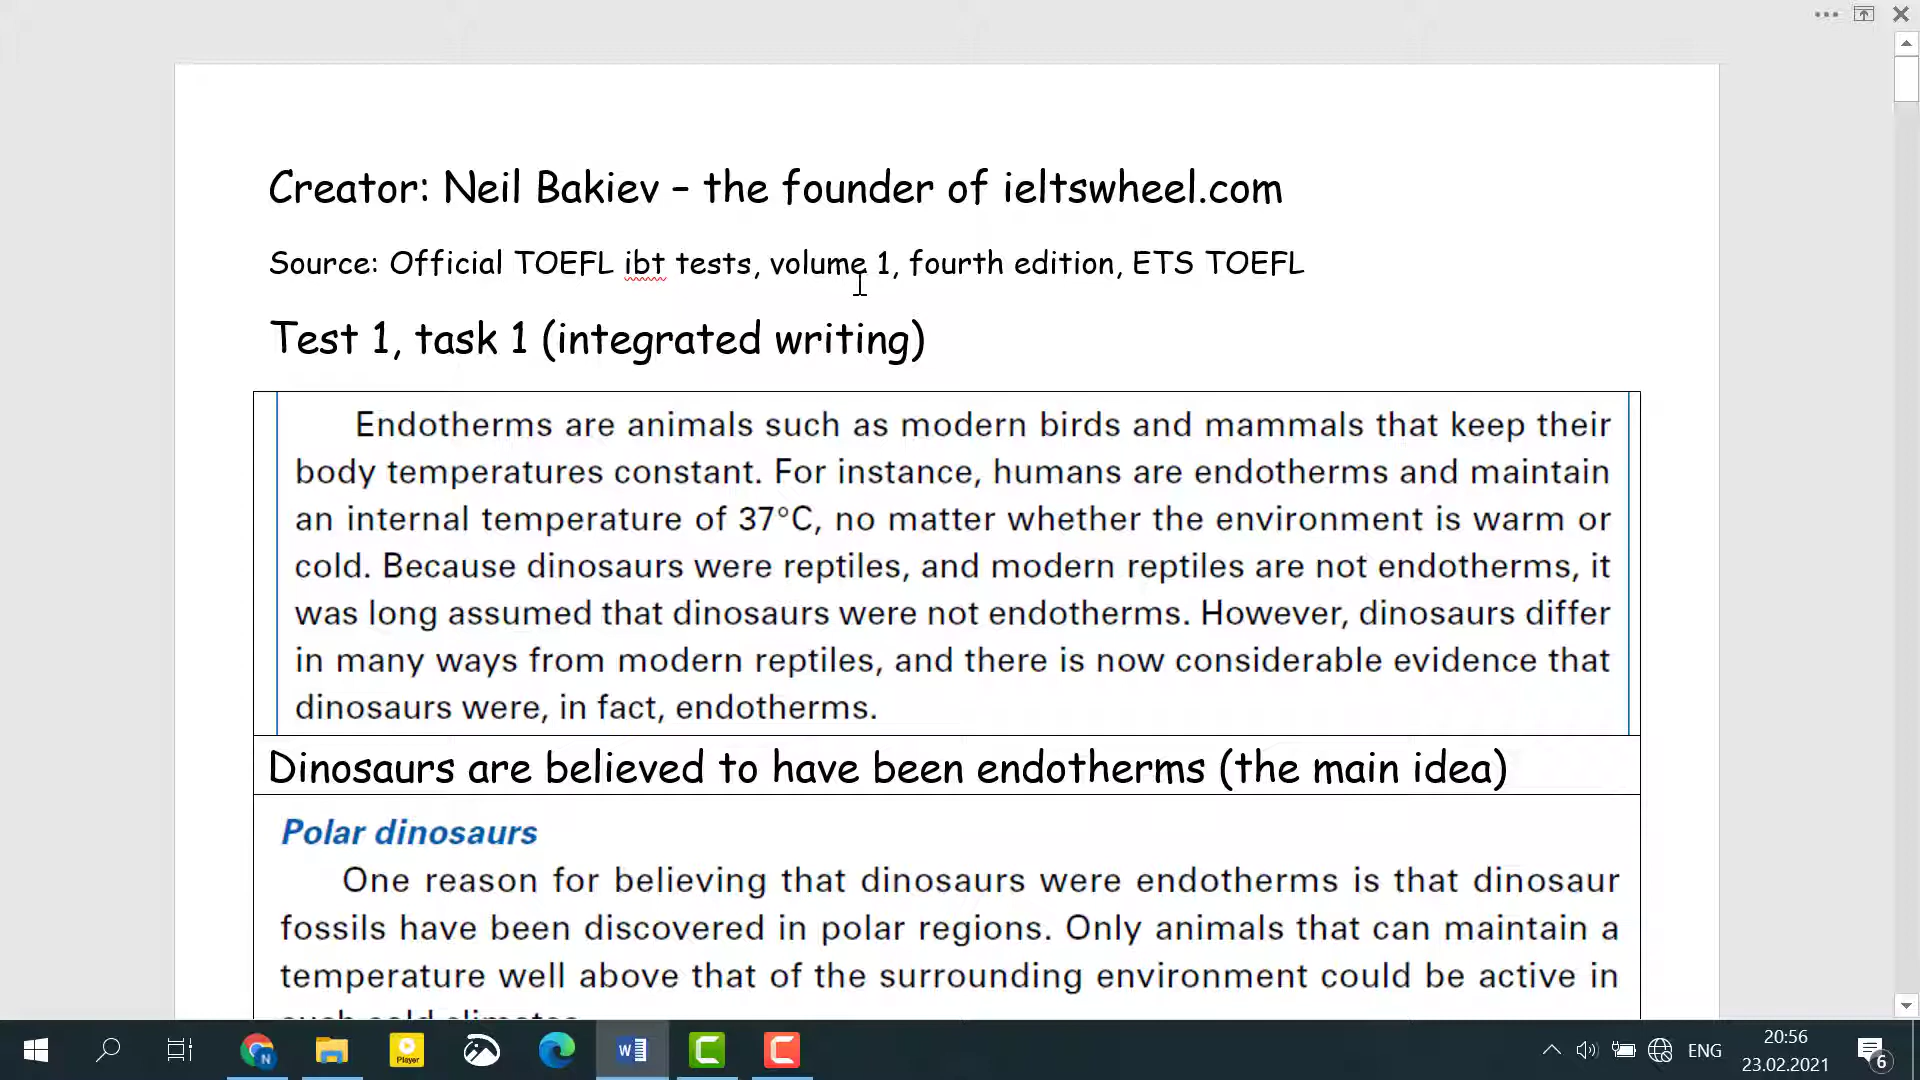 Creator: Neil Bakiev – the founder of ieltswheel.com
Source: Official TOEFL ibt tests, volume 1, fourth edition, ETS TOEFL
Test 1, task 1 (integrated writing)
Endotherms are animals such as modern birds and mammals that keep their
body temperatures constant. For instance, humans are endotherms and maintain
an internal temperature of 37°C, no matter whether the environment is warm or
cold. Because dinosaurs were reptiles, and modern reptiles are not endotherms, it
was long assumed that dinosaurs were not endotherms. However, dinosaurs differ
in many ways from modern reptiles, and there is now considerable evidence that
dinosaurs were, in fact, endotherms.
Dinosaurs are believed to have been endotherms (the main idea)
Polar dinosaurs
One reason for believing that dinosaurs were endotherms is that dinosaur
fossils have been discovered in polar regions. Only animals that can maintain a
temperature well above that of the surrounding environment could be active in
such cold climates.
N
Player
W
ENG
20:56
23.02.2021
6